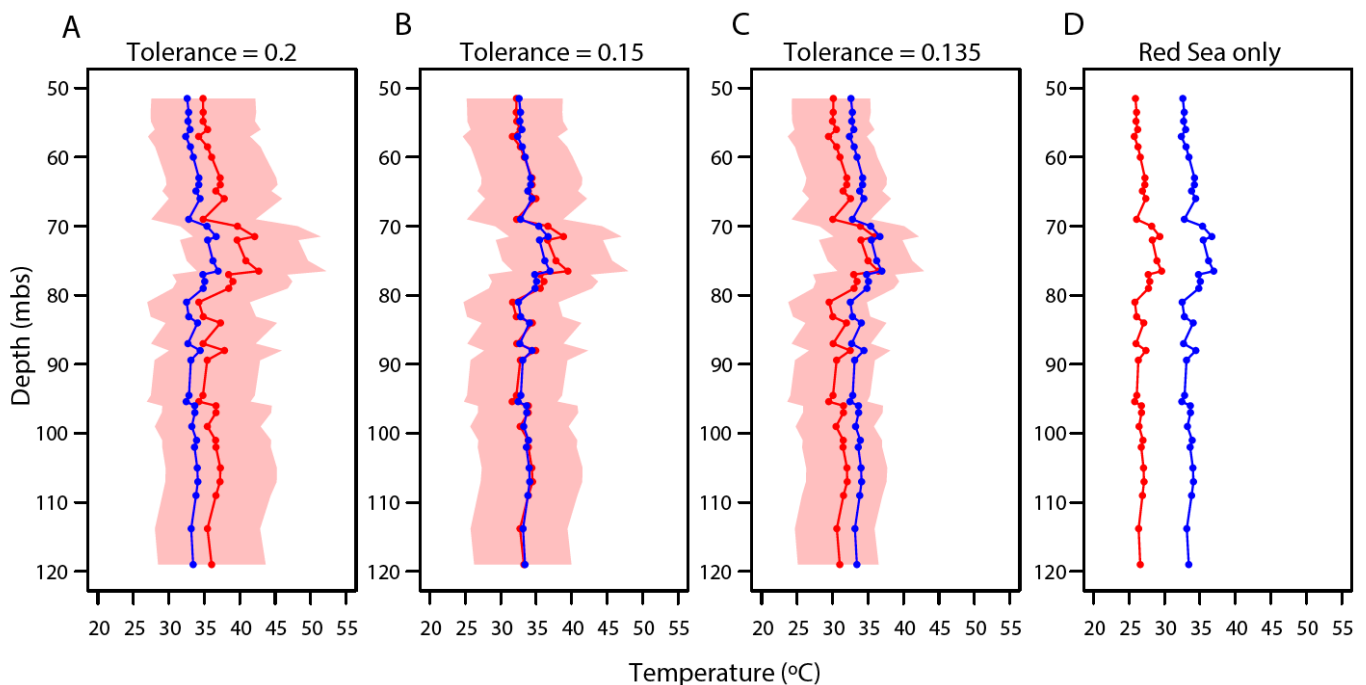 A
Tolerance = 0.2
B
Tolerance = 0.15
C
Tolerance = 0.135
D
Red Sea only
50
60
70
80
90
100
110
120
50
60
70
80
90
100
110
120
50
60
70
80
90
100
110
120
50
60
70
80
90
100
110
120
Depth (mbs)
20 25 30 35 40 45 50 55
20 25 30 35 40 45 50 55
20 25 30 35 40 45 50 55
20 25 30 35 40 45 50 55
Temperature (ºC)